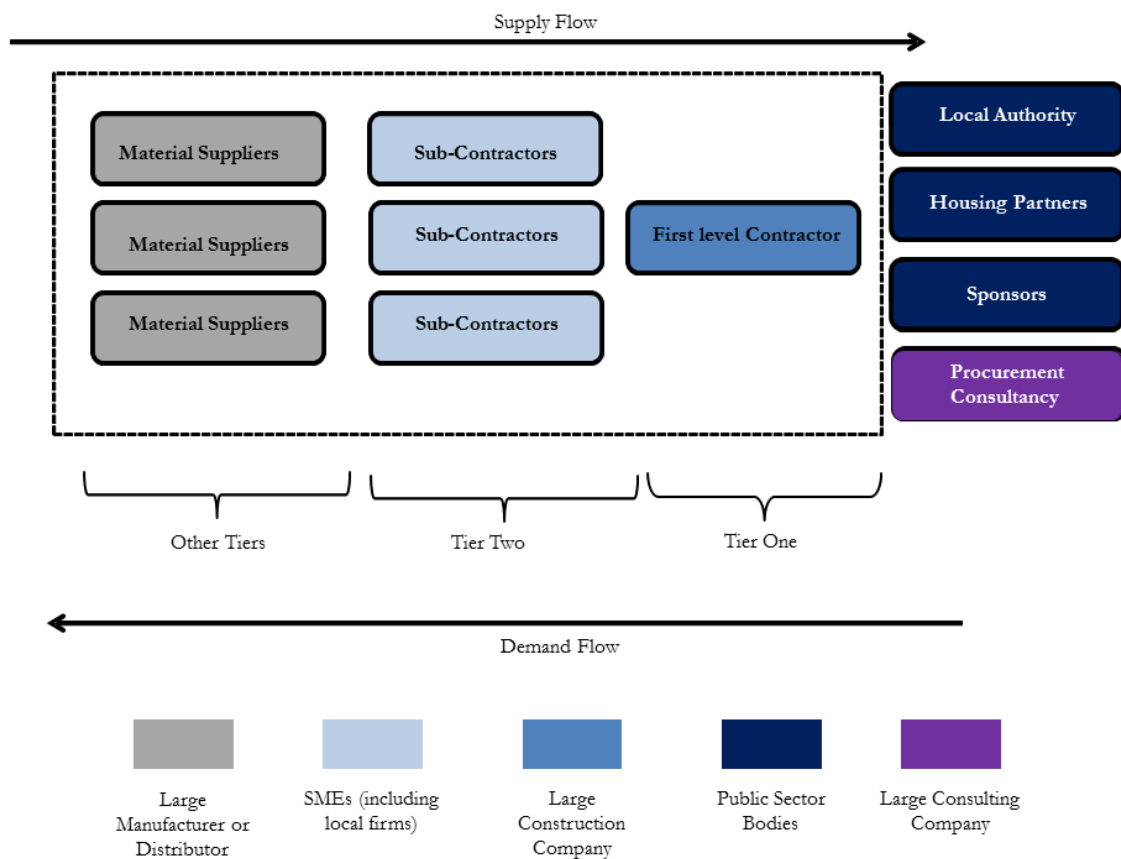 Supply Flow
Local Authority
Material Suppliers
Sub-Contractors
Housing Partners
Material Suppliers
Sub-Contractors
First level Contractor
Sponsors
Material Suppliers
Sub-Contractors
Procurement
Consultancy
Other Tiers
Tier Two
Tier One
Demand Flow
Large
Manufacturer or
Distributor
SMEs (including
local firms)
Large
Construction
Company
Public Sector
Bodies
Large Consulting
Company